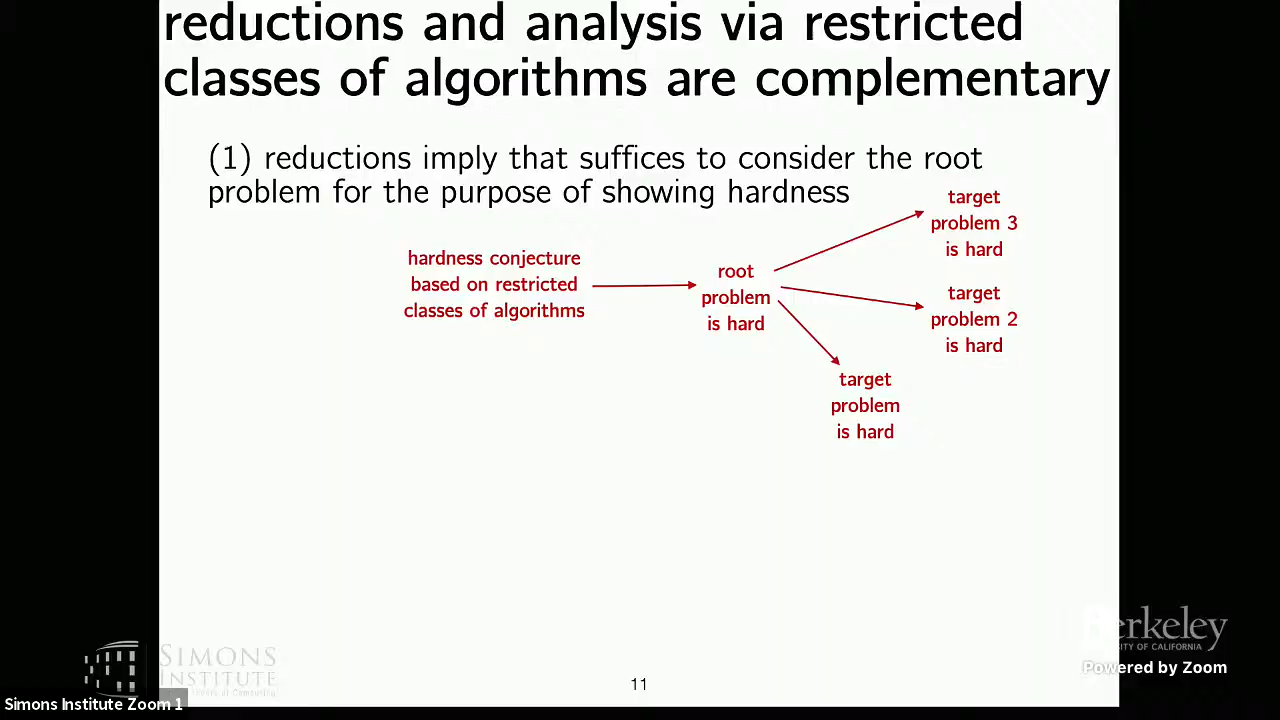 reductions and analysis via restricted
classes of algorithms are complementary
(1) reductions imply that suffices to consider the root
problem for the purpose of showing hardness
target
problem 3
is hard
hardness conjecture
based on restricted
classes of algorithms
root
problem
is hard
target
problem 2
is hard
target
problem
is hard
SIMONS
INSTITUTE
Berkeley
OF CALIFORNIA
Powered by Zoom
11
Simons Institute Zoom 1